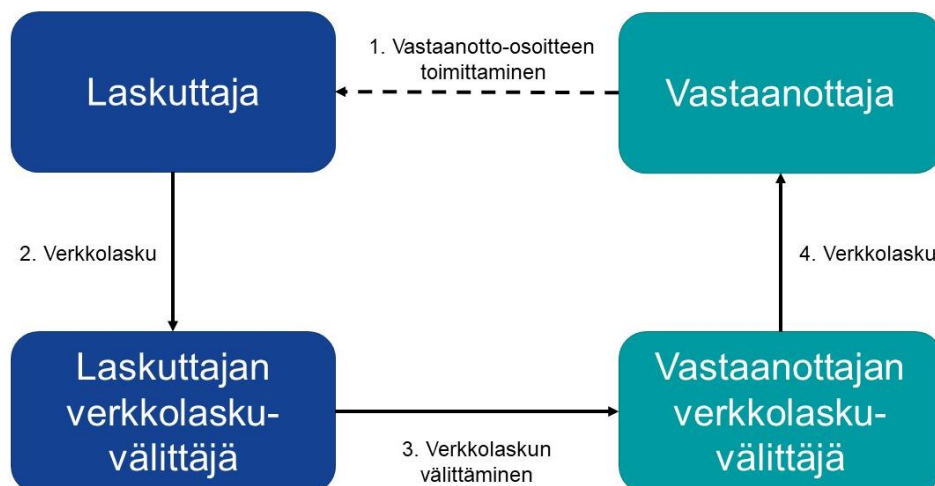 Laskuttaja
1. Vastaanotto-osoitteen
toimittaminen
Vastaanottaja
2. Verkkolasku
4. Verkkolasku
Laskuttajan
verkkolasku-
välittäjä
3. Verkkolaskun
välittäminen
Vastaanottajan
verkkolasku-
välittäjä